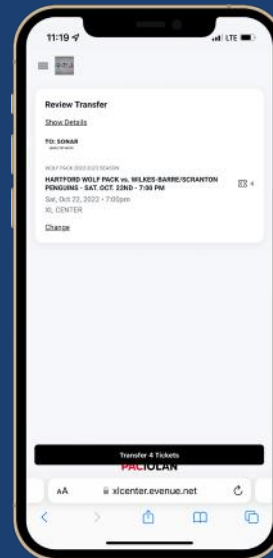 11:19
LTE
Review Transfer
Show Details
TO: SONAR
WOLF PACK 2022-2023 SEASON
HARTFORD WOLF PACK vs. WILKES-BARRE/SCRANTON
PENGUINS - SAT. OCT. 22ND - 7:00 PM
4
Sat, Oct 22, 2022 • 7:00pm
XL CENTER
Change
Transfer 4 Tickets
PACIOLAN
AA
xlcenter.evenue.net